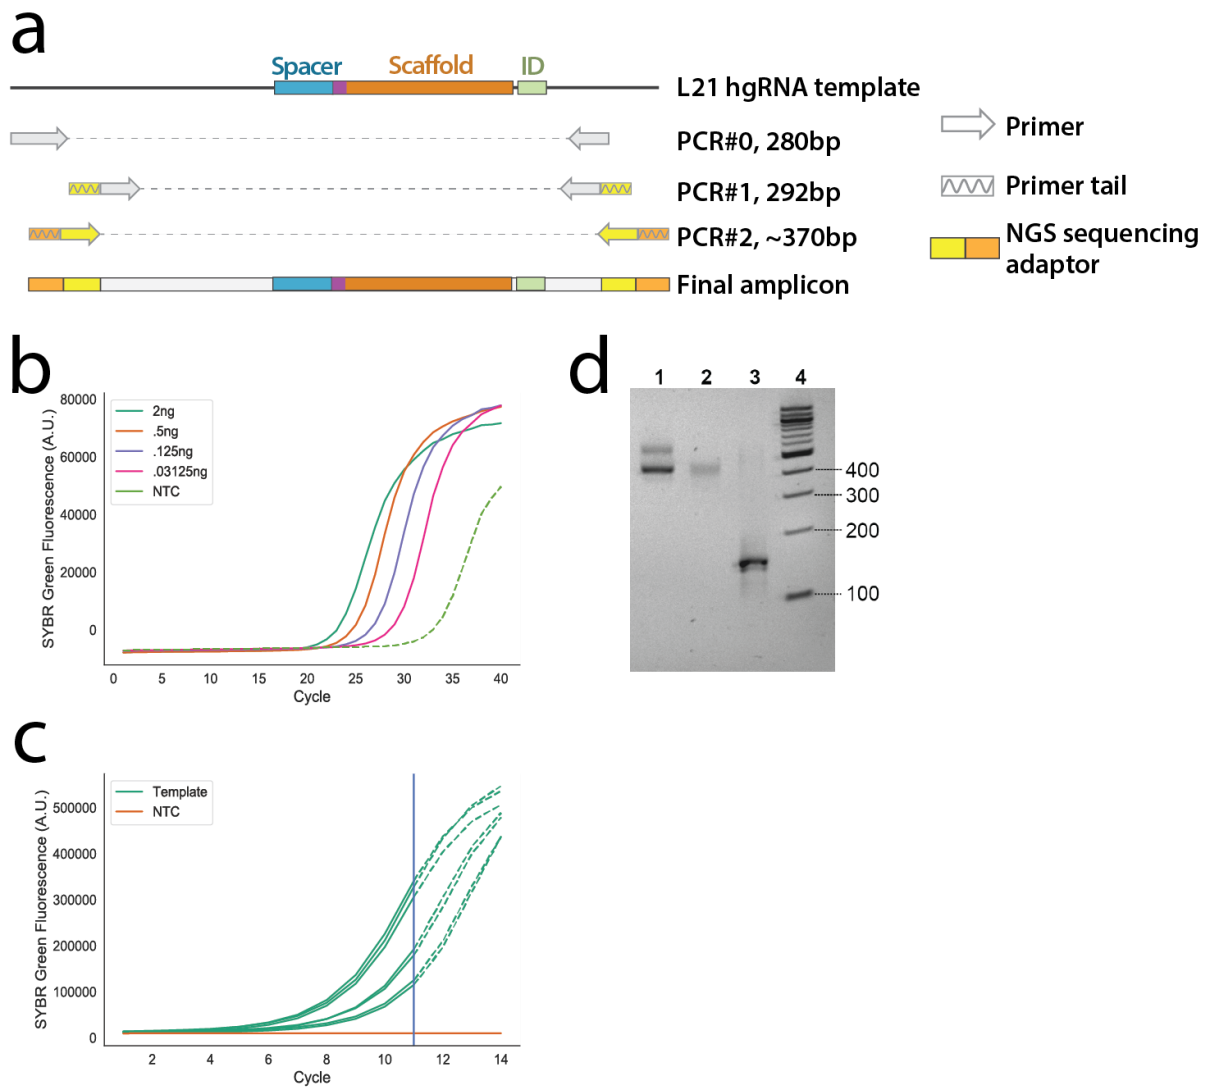 a
Spacer Scaffold ID
L21 hgRNA template
PCR#0, 280bp
PCR#1, 292bp
PCR#2, ~370bp
Final amplicon
Primer
Primer tail
NGS sequencing
adaptor
b
SYBR Green Fluorescence (A.U.)
80000
60000
40000
20000
0
2ng
.5ng
.125ng
.03125ng
NTC
0 5 10 15 20 25 30 35 40
Cycle
d
1 2 3 4
400
300
200
100
c
SYBR Green Fluorescence (A.U.)
500000
400000
300000
200000
100000
0
Template
NTC
2 4 6 8 10 12 14
Cycle